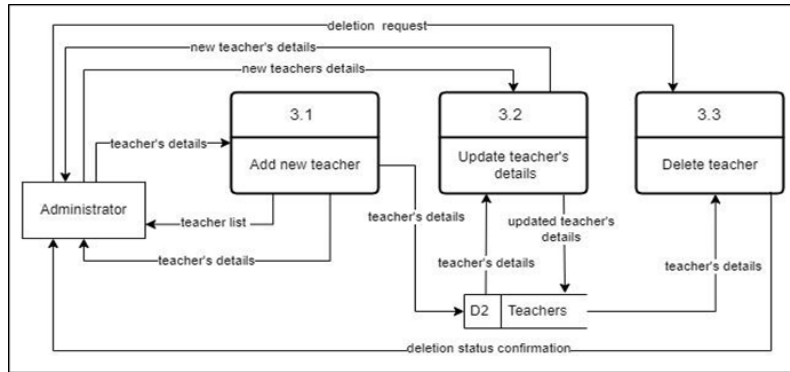 deletion request
new teacher's details
new teachers details
3.1
3.2
3.3
teacher's details
Add new teacher
Update teacher's
details
Delete teacher
Administrator
teacher list
teacher's details
updated teacher's
details
teacher's details
teacher's details
teacher's details
D2
Teachers
deletion status confirmation